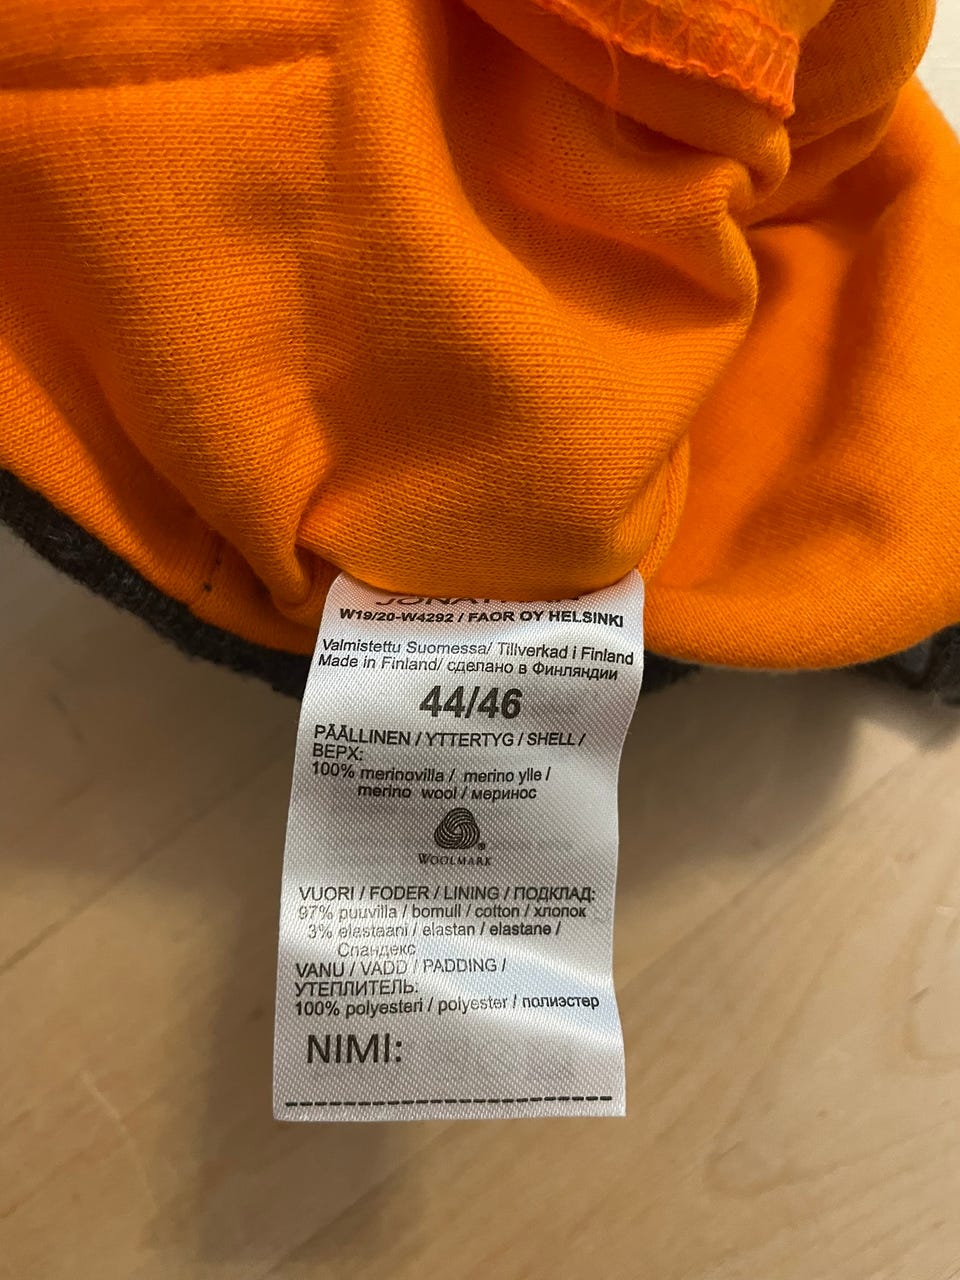 W19/20-W4292 / FAOR OY HELSINKI
Valmistettu Suomessa/ Tillverkad i Finland
Made in Finland/ сделано в Финляндии
44/46
PÄÄLLINEN / YTTERTYG / SHELL /
ВЕРХ:
100% merinovilla / merino ylle /
merino wool / меринос
WOOLMARK
VUORI / FODER / LINING / ПОДКЛАД:
97% puuvilla / bomull / cotton / хлопок
3% elastaani / elastan / elastane /
Спандекс
VANU / VADD / PADDING /
УТЕПЛИТЕЛЬ:
100% polyesteri / polyester / полиэстер
NIMI: